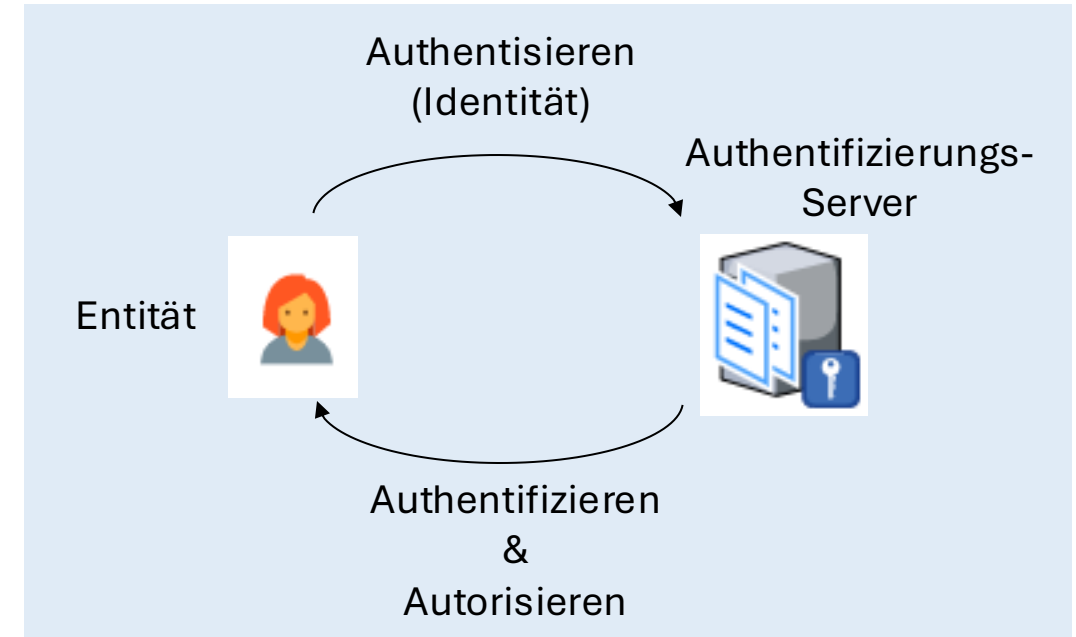 Authentisieren
(Identität)
Authentifizierungs-
Server
Entität
Authentifizieren
&
Autorisieren